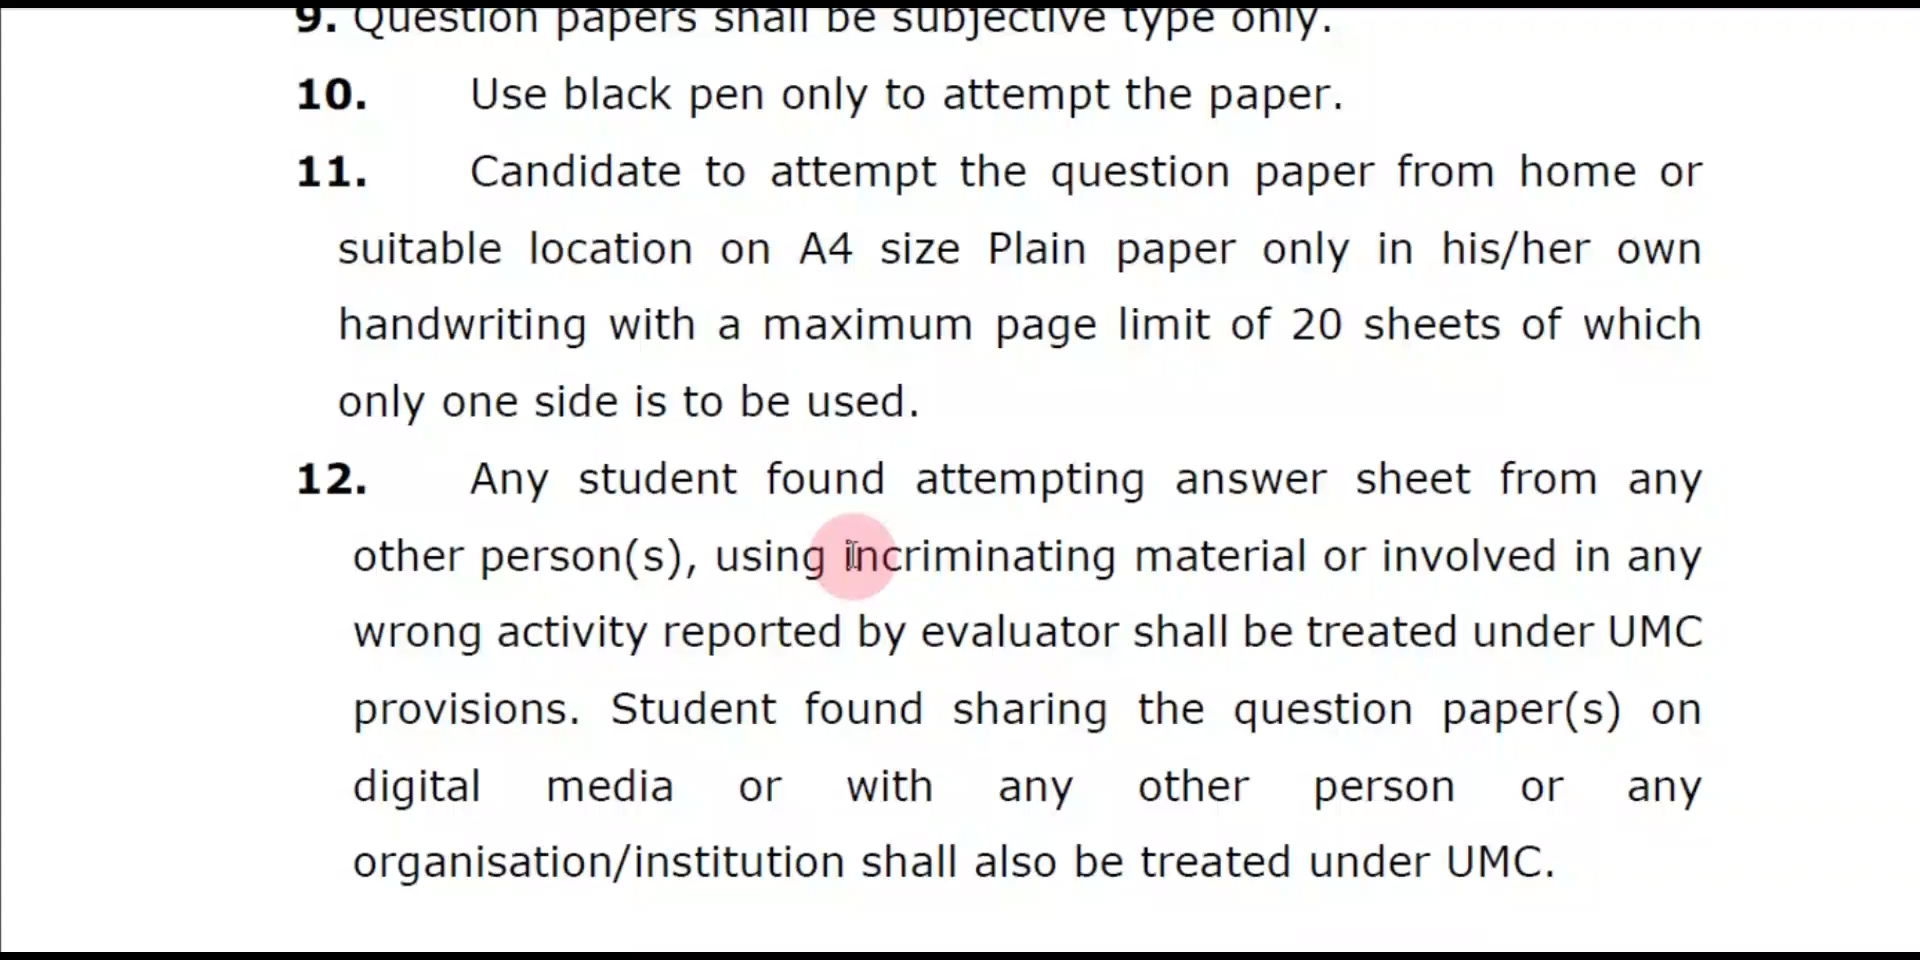 9. Question papers shall be subjective type only.
10. Use black pen only to attempt the paper.
11. Candidate to attempt the question paper from home or
suitable location on A4 size Plain paper only in his/her own
handwriting with a maximum page limit of 20 sheets of which
only one side is to be used.
12. Any student found attempting answer sheet from any
other person(s), using incriminating material or involved in any
wrong activity reported by evaluator shall be treated under UMC
provisions. Student found sharing the question paper(s) on
digital media or with any other person or any
organisation/institution shall also be treated under UMC.